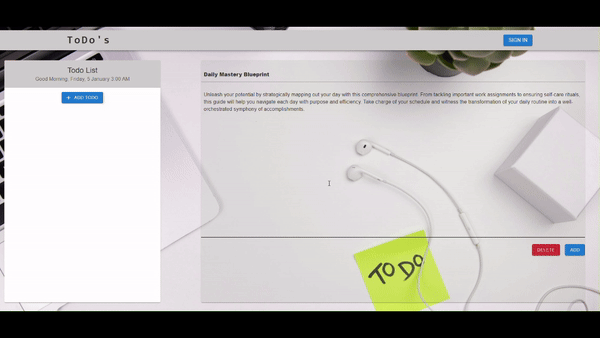 ToDo's
SIGN IN
Todo List
Good Morning, Friday, 5 January 3:00 AM
+ ADD TODO
Daily Mastery Blueprint
Unleash your potential by strategically mapping out your day with this comprehensive blueprint. From tackling important work assignments to ensuring self-care rituals,
this guide will help you navigate each day with purpose and efficiency. Take charge of your schedule and witness the transformation of your daily routine into a well-
orchestrated symphony of accomplishments.
DELETE
ADD
TO DO